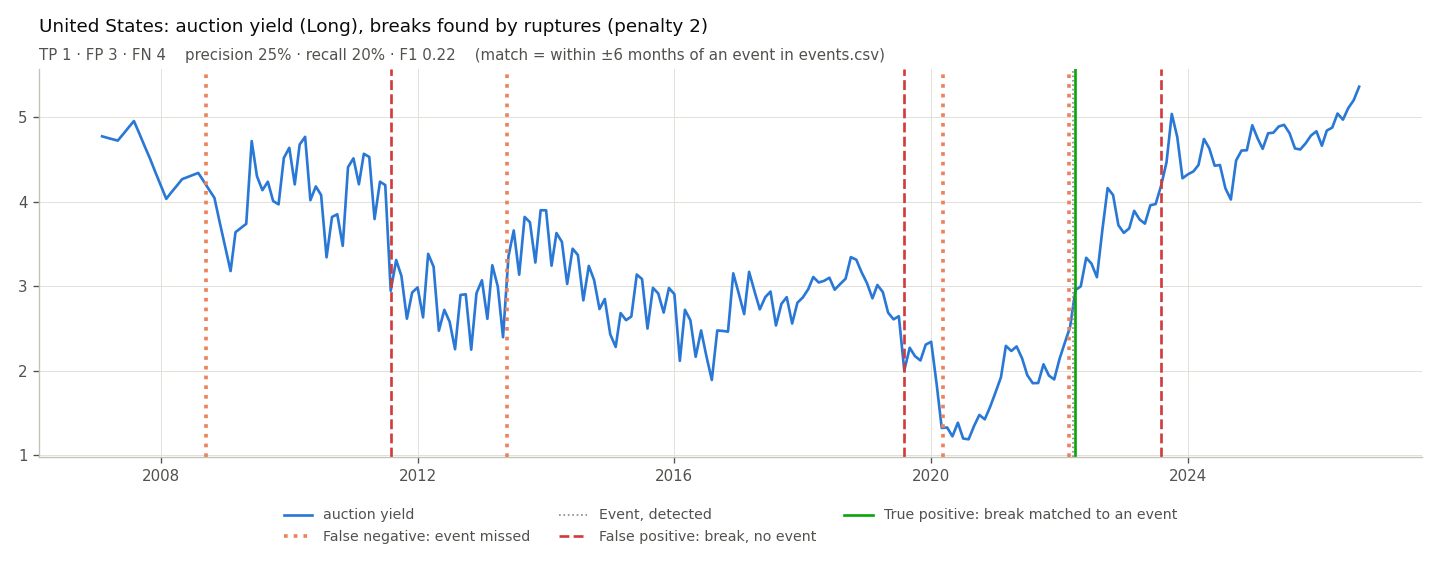 United States: auction yield (Long), breaks found by ruptures (penalty 2)
TP 1 · FP 3 · FN 4    precision 25% · recall 20% · F1 0.22    (match = within ±6 months of an event in events.csv)
5
4
3
2
1
2008 2012 2016 2020 2024
auction yield
Event, detected
True positive: break matched to an event
False negative: event missed
False positive: break, no event